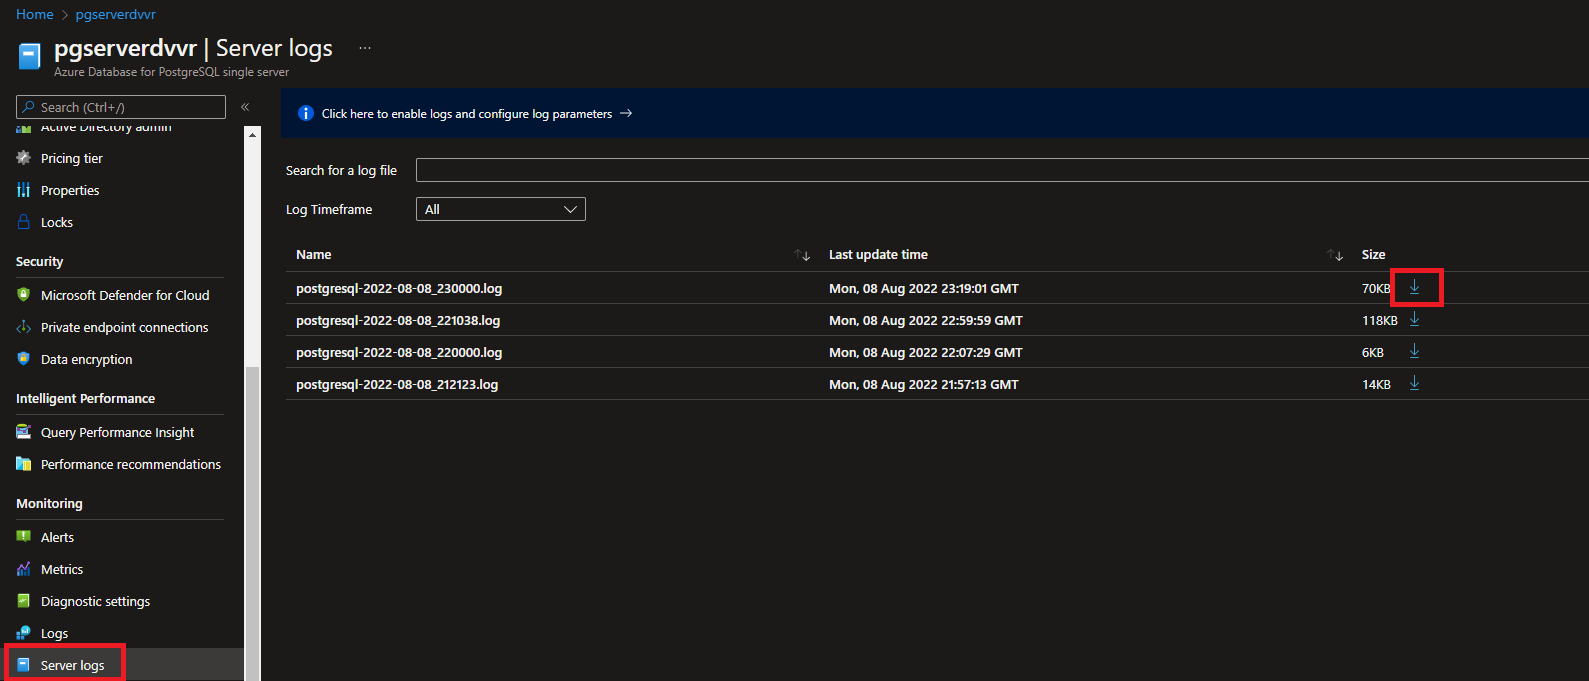 Home > pgserverdvvr
pgserverdvvr | Server logs ...
Azure Database for PostgreSQL single server
Search (Ctrl+/) «
Active Directory admin
Pricing tier
Properties
Locks
Security
Microsoft Defender for Cloud
Private endpoint connections
Data encryption
Intelligent Performance
Query Performance Insight
Performance recommendations
Monitoring
Alerts
Metrics
Diagnostic settings
Logs
Server logs
Click here to enable logs and configure log parameters →
Search for a log file
Log Timeframe All
Name ↑↓ Last update time ↑↓ Size
postgresql-2022-08-08_230000.log Mon, 08 Aug 2022 23:19:01 GMT 70KB
postgresql-2022-08-08_221038.log Mon, 08 Aug 2022 22:59:59 GMT 118KB
postgresql-2022-08-08_220000.log Mon, 08 Aug 2022 22:07:29 GMT 6KB
postgresql-2022-08-08_212123.log Mon, 08 Aug 2022 21:57:13 GMT 14KB